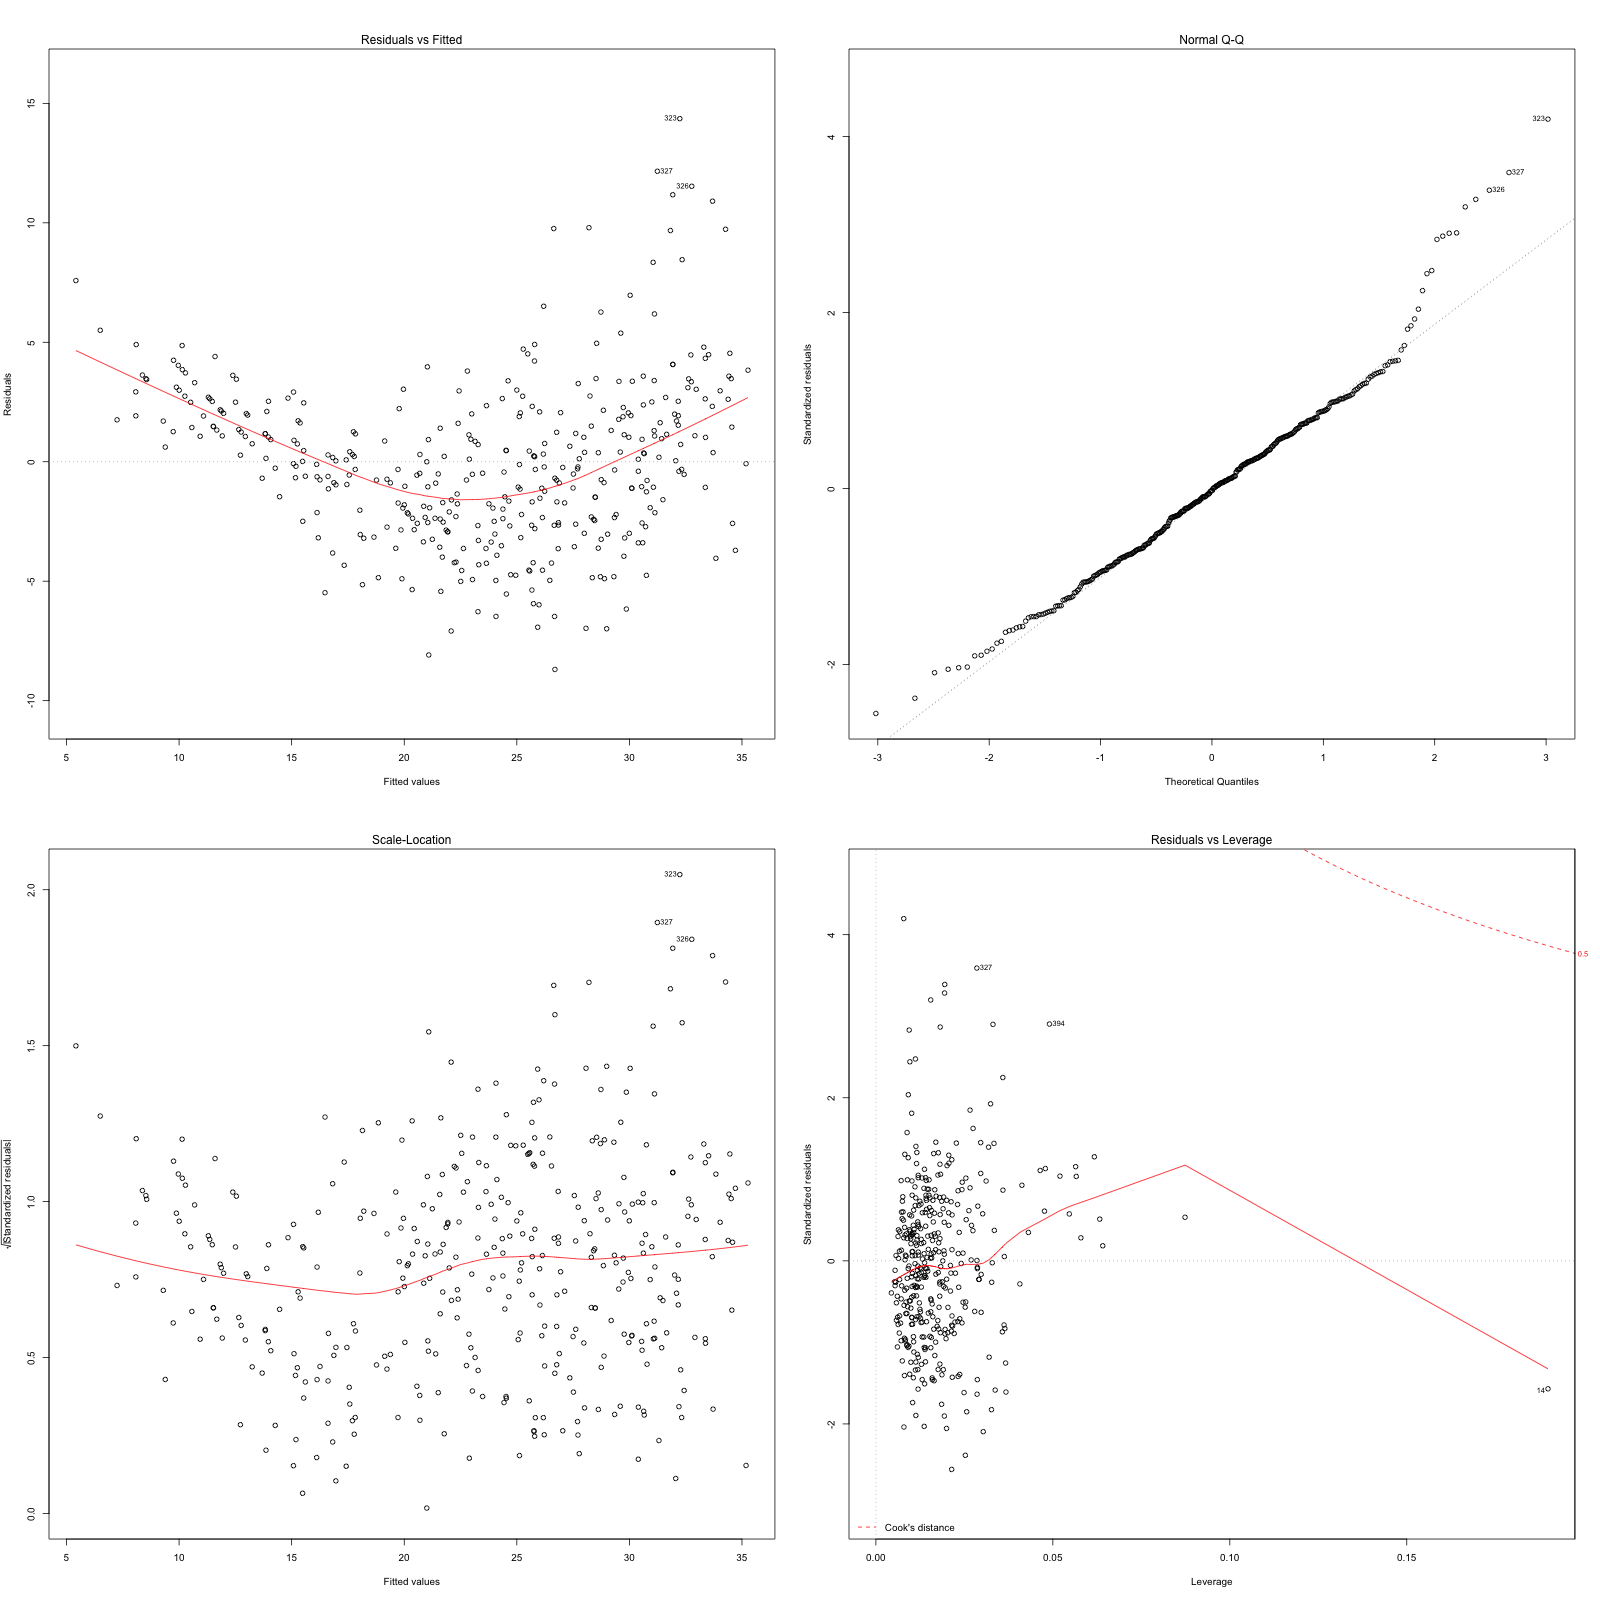 Residuals vs Fitted
15
10
5
0
-5
-10
Residuals
323
327
326
5 10 15 20 25 30 35
Fitted values
Normal Q-Q
4
2
0
-2
Standardized residuals
323
327
326
-3 -2 -1 0 1 2 3
Theoretical Quantiles
Scale-Location
2.0
1.5
1.0
0.5
0.0
√|Standardized residuals|
323
327
326
5 10 15 20 25 30 35
Fitted values
Residuals vs Leverage
4
2
0
-2
Standardized residuals
0.5
327
394
14
Cook's distance
0.00 0.05 0.10 0.15
Leverage